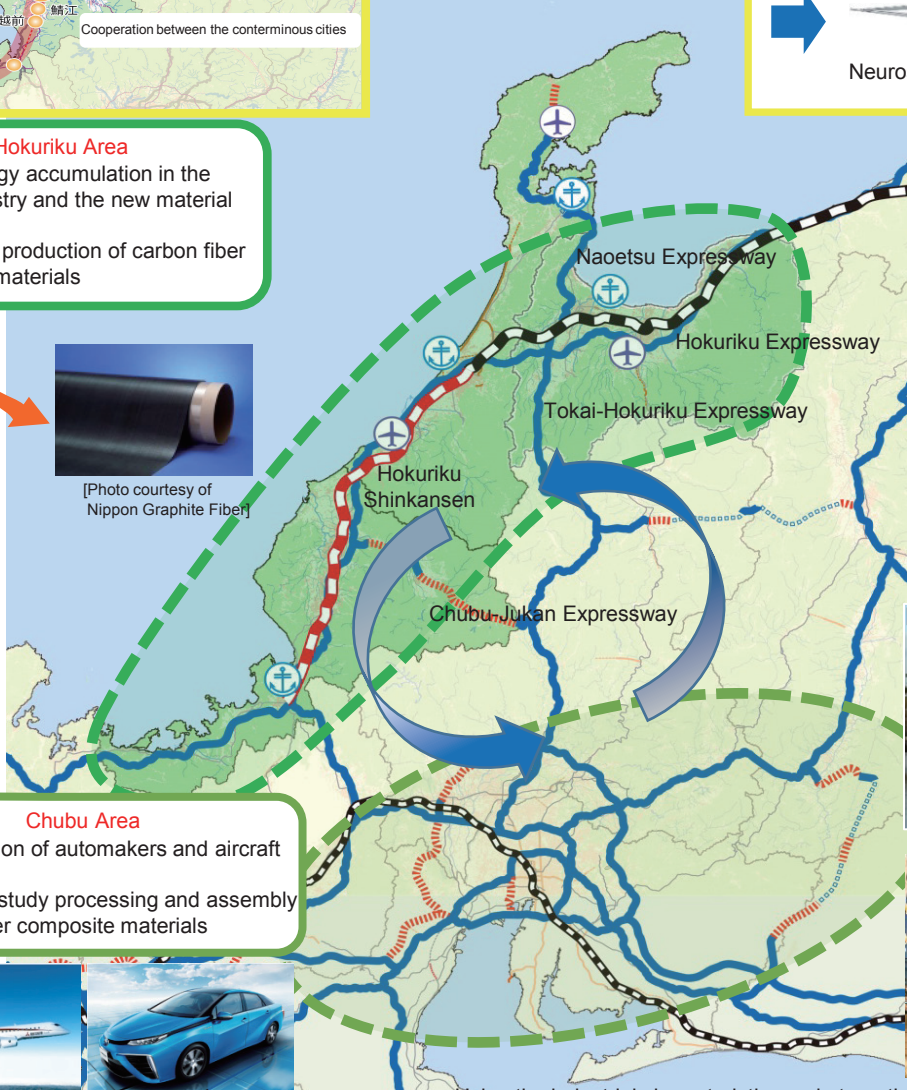 越前
鯖江
Cooperation between the conterminous cities
Neuro
Hokuriku Area
gy accumulation in the
stry and the new material
production of carbon fiber
materials
[Photo courtesy of
Nippon Graphite Fiber]
Naoetsu Expressway
Hokuriku Expressway
Tokai-Hokuriku Expressway
Hokuriku
Shinkansen
Chubu-Jukan Expressway
Chubu Area
on of automakers and aircraft
study processing and assembly
er composite materials